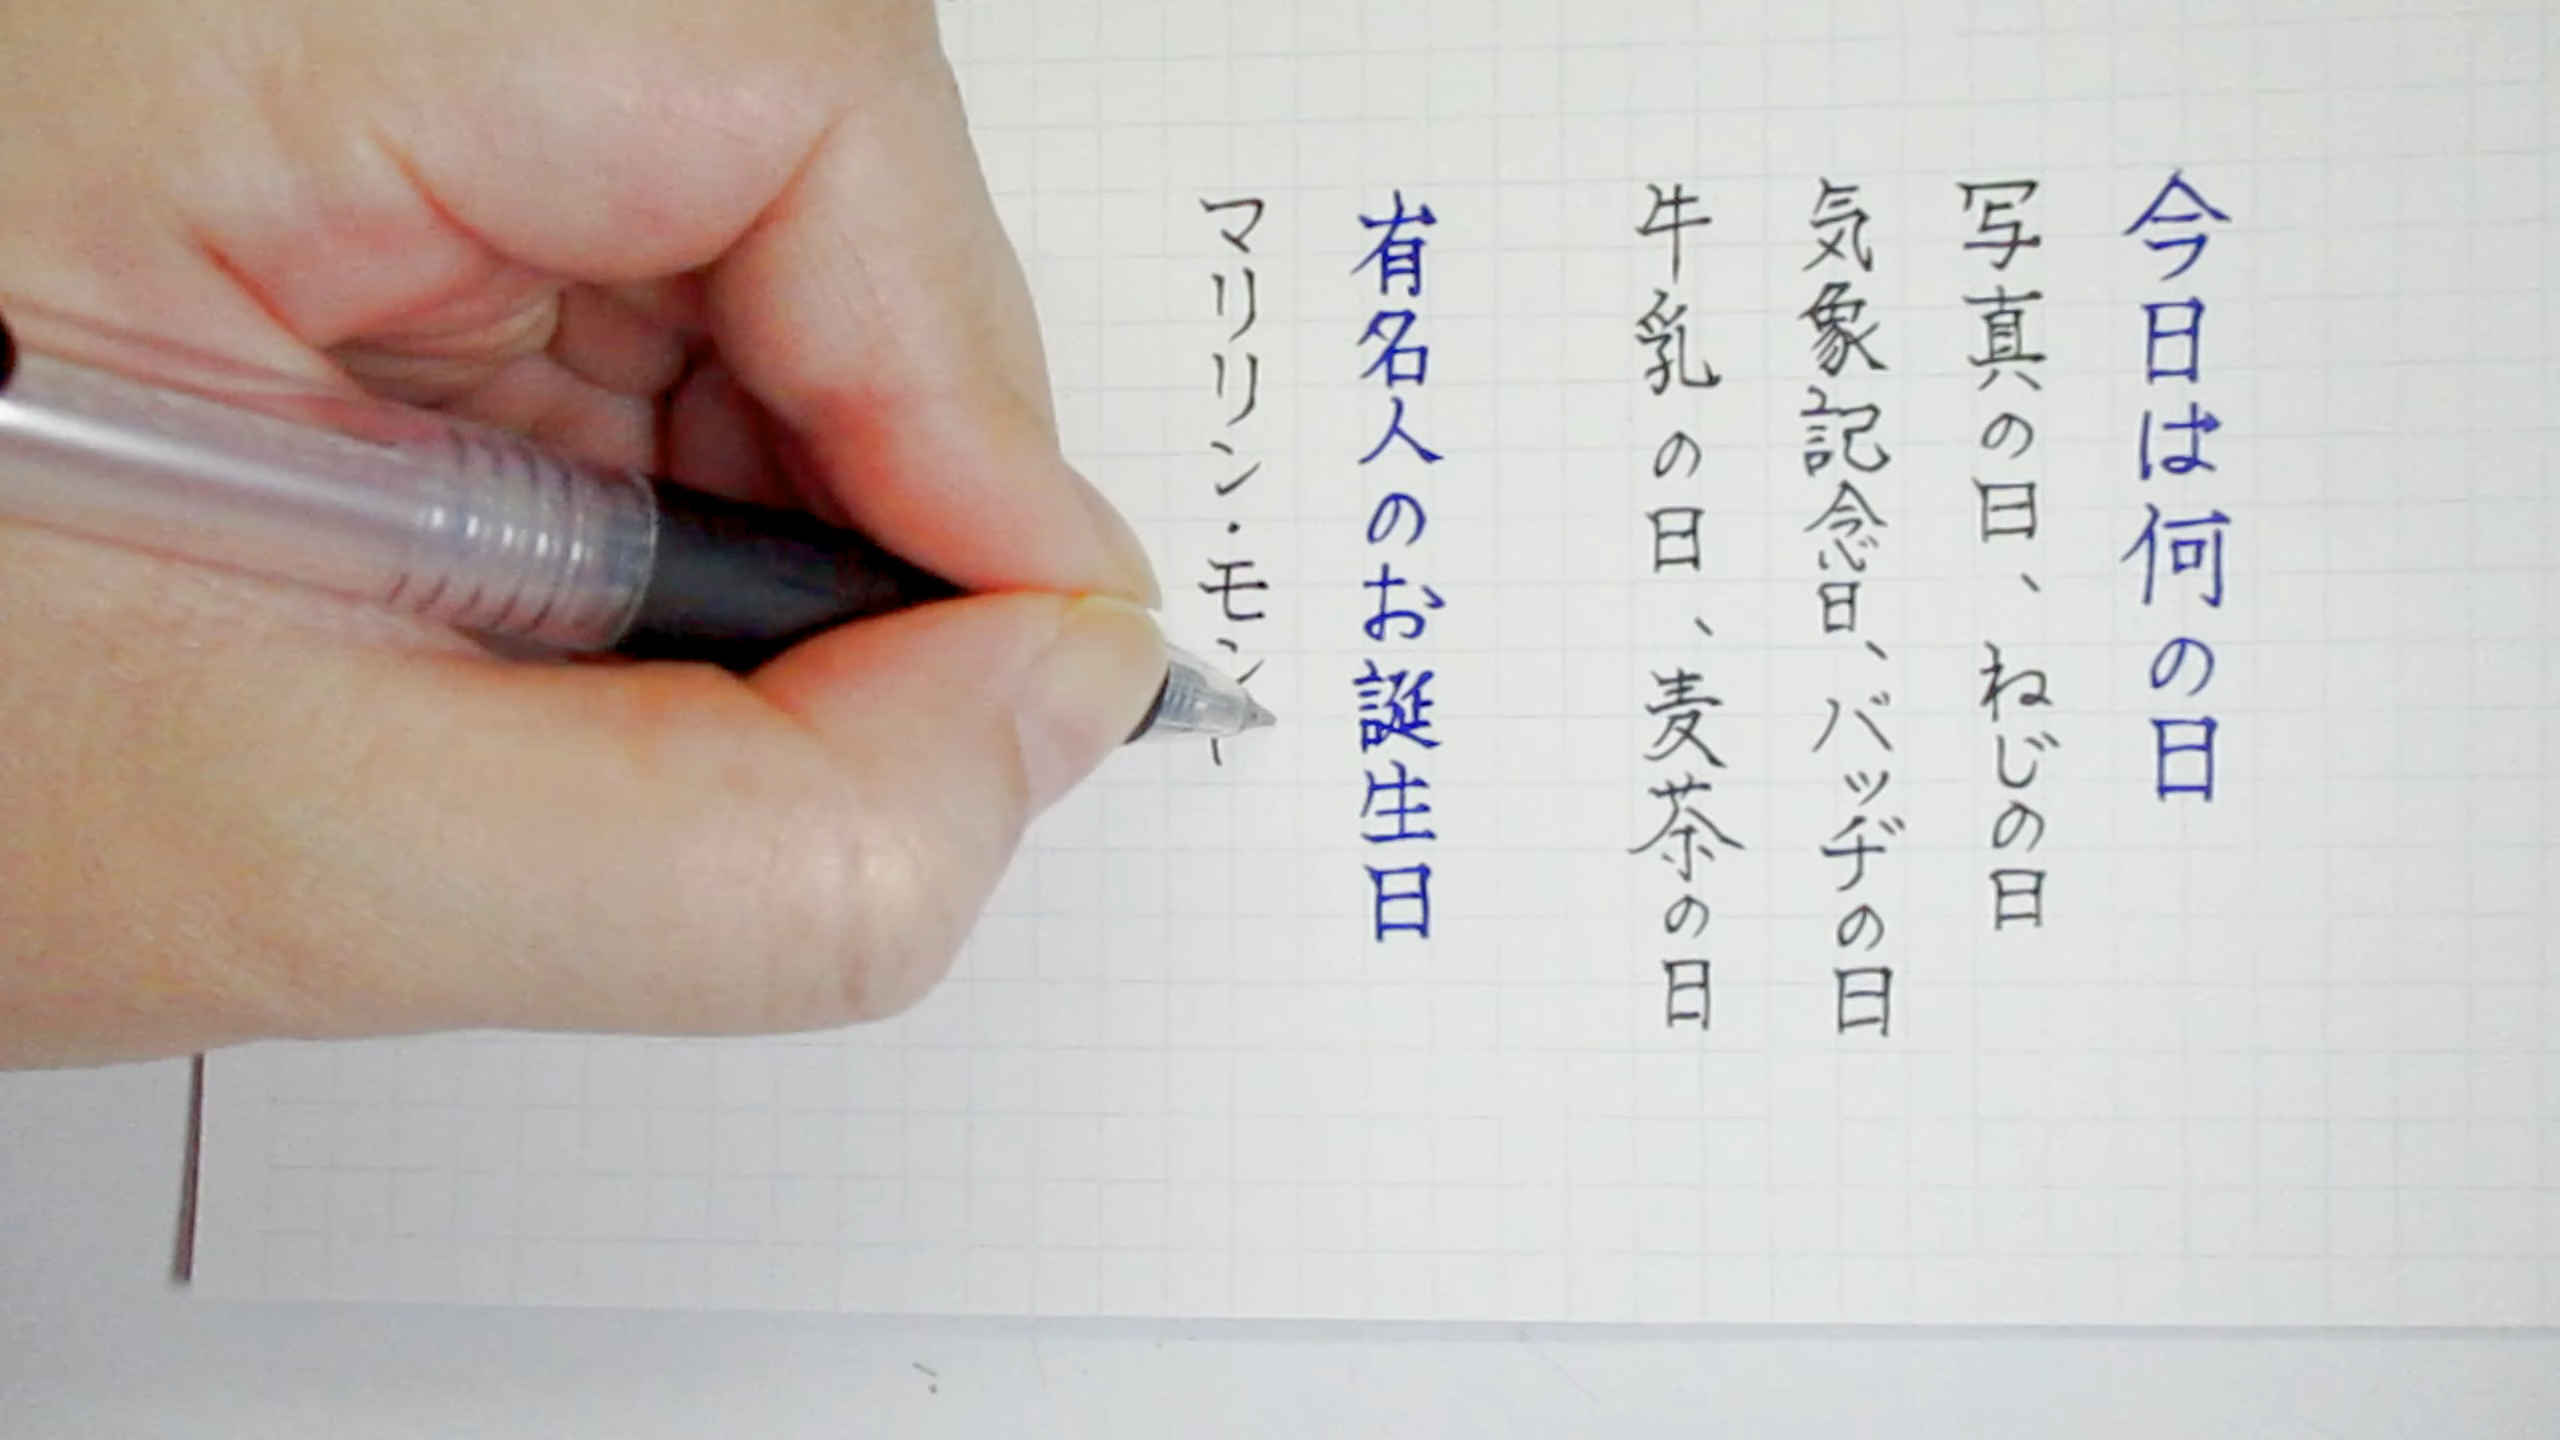 今日は何の日
写真の日、ねじの日
気象記念日、バッヂの日
牛乳の日、麦茶の日
有名人のお誕生日
マリリン・モン